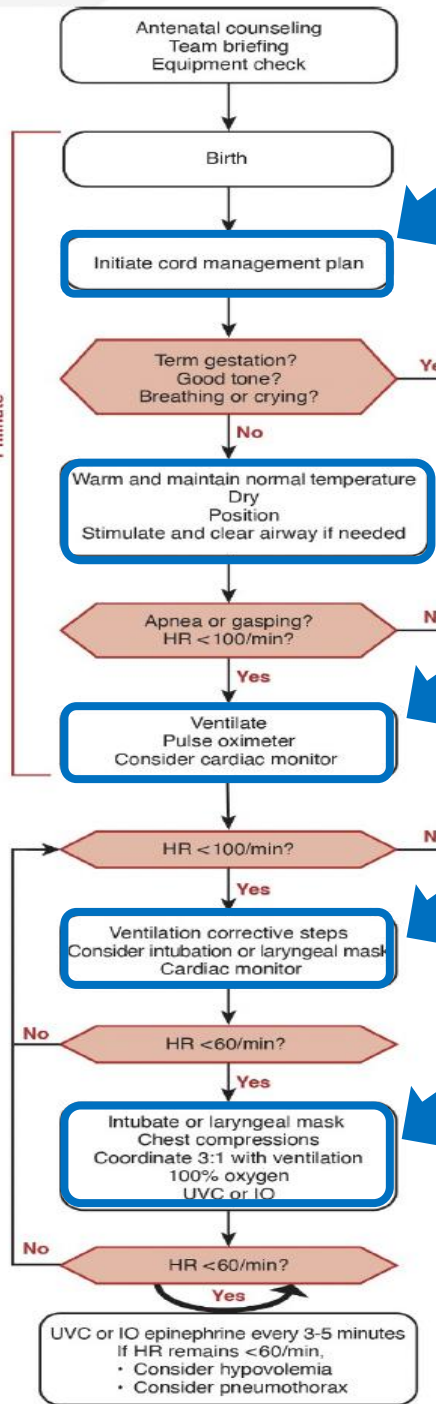 Antenatal counseling
Team briefing
Equipment check
Birth
Initiate cord management plan
Term gestation?
Good tone?
Breathing or crying?
No
Warm and maintain normal temperature
Dry
Position
Stimulate and clear airway if needed
Apnea or gasping?
HR <100/min?
Yes
Ventilate
Pulse oximeter
Consider cardiac monitor
HR <100/min?
Yes
Ventilation corrective steps
Consider intubation or laryngeal mask
Cardiac monitor
No
HR <60/min?
Yes
Intubate or laryngeal mask
Chest compressions
Coordinate 3:1 with ventilation
100% oxygen
UVC or IO
No
HR <60/min?
Yes
UVC or IO epinephrine every 3-5 minutes
If HR remains <60/min,
• Consider hypovolemia
• Consider pneumothorax